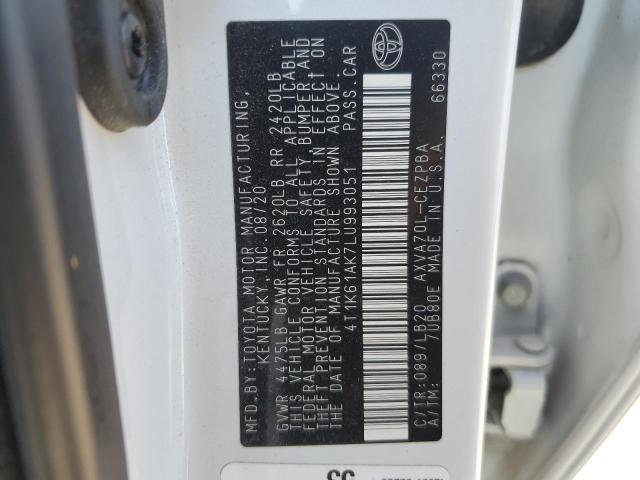 MFD.BY:TOYOTA MOTOR MANUFACTURING,
KENTUCKY, INC. 08/20
GVWR 4475LB GAWR FR 2620LB RR 2420LB
THIS VEHICLE CONFORMS TO ALL APPLICABLE
FEDERAL MOTOR VEHICLE SAFETY, BUMPER, AND
THEFT PREVENTION STANDARDS IN EFFECT ON
THE DATE OF MANUFACTURE SHOWN ABOVE.
4T1K61AK7LU993051 PASS.CAR
C/TR:089/LB20 AXVA70L-CEZPBA
A/TM: /UB80E MADE IN U.S.A. 66330